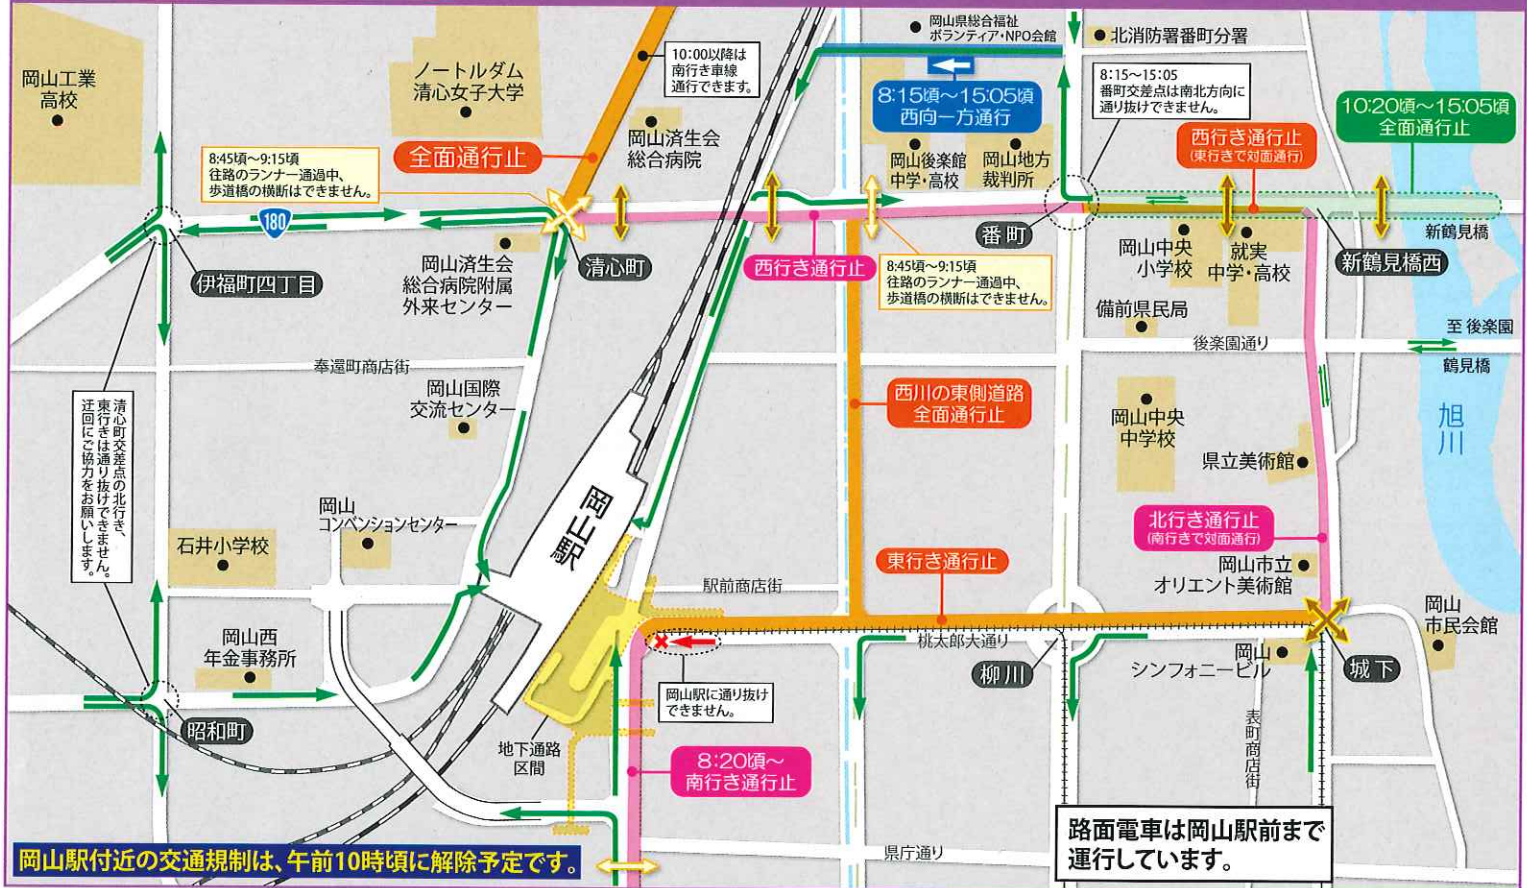 岡山県総合福祉
ボランティア・NPO会館
北消防署番町分署
岡山工業
高校
ノートルダム
清心女子大学
10:00以降は
南行き車線
通行できます。
8:15頃～15:05頃
西向一方通行
8:15～15:05
番町交差点は南北方向に
通り抜けできません。
10:20頃～15:05頃
全面通行止
西行き通行止
(東行きで対面通行)
岡山済生会
総合病院
全面通行止
8:45頃～9:15頃
往路のランナー通過中、
歩道橋の横断はできません。
岡山後楽館
中学・高校
岡山地方
裁判所
180
伊福町四丁目
岡山済生会
総合病院附属
外来センター
清心町
西行き通行止
8:45頃～9:15頃
往路のランナー通過中、
歩道橋の横断はできません。
番町
岡山中央
小学校
就実
中学・高校
新鶴見橋西
新鶴見橋
備前県民局
後楽園通り
至 後楽園
鶴見橋
旭川
奉還町商店街
岡山国際
交流センター
西川の東側道路
全面通行止
岡山中央
中学校
県立美術館
清心町交差点の北行き、
東行きは通り抜けできません。
迂回にご協力をお願いします。
岡山
コンベンションセンター
石井小学校
岡山駅
北行き通行止
(南行きで対面通行)
岡山市立
オリエント美術館
東行き通行止
駅前商店街
岡山
市民会館
岡山西
年金事務所
桃太郎大通り
柳川
岡山
シンフォニービル
城下
昭和町
地下通路
区間
岡山駅に通り抜け
できません。
8:20頃～
南行き通行止
表町商店街
県庁通り
路面電車は岡山駅前まで
運行しています。
岡山駅付近の交通規制は、午前10時頃に解除予定です。